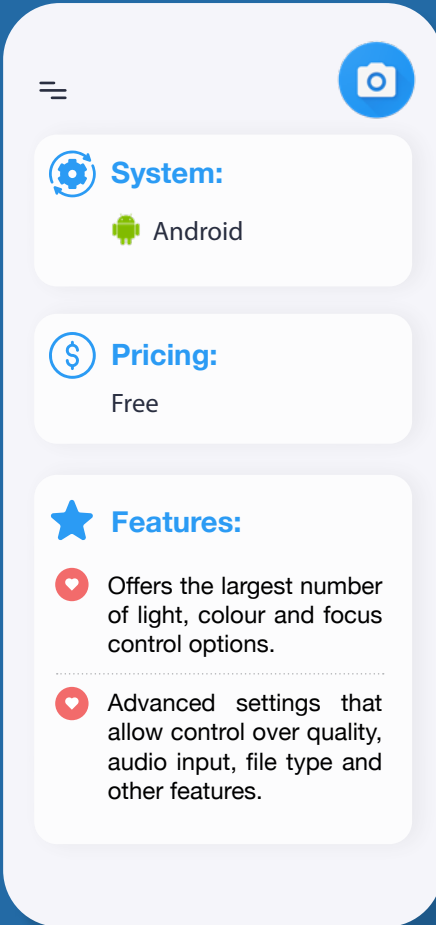 System:
Android
Pricing:
Free
Features:
Offers the largest number
of light, colour and focus
control options.
Advanced settings that
allow control over quality,
audio input, file type and
other features.